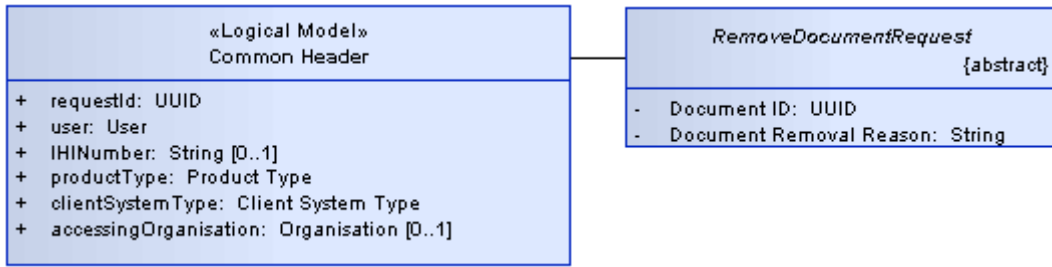 «Logical Model»
Common Header
+ requestId: UUID
+ user: User
+ IHINumber: String [0..1]
+ productType: Product Type
+ clientSystemType: Client System Type
+ accessingOrganisation: Organisation [0..1]
RemoveDocumentRequest
{abstract}
- Document ID: UUID
- Document Removal Reason: String